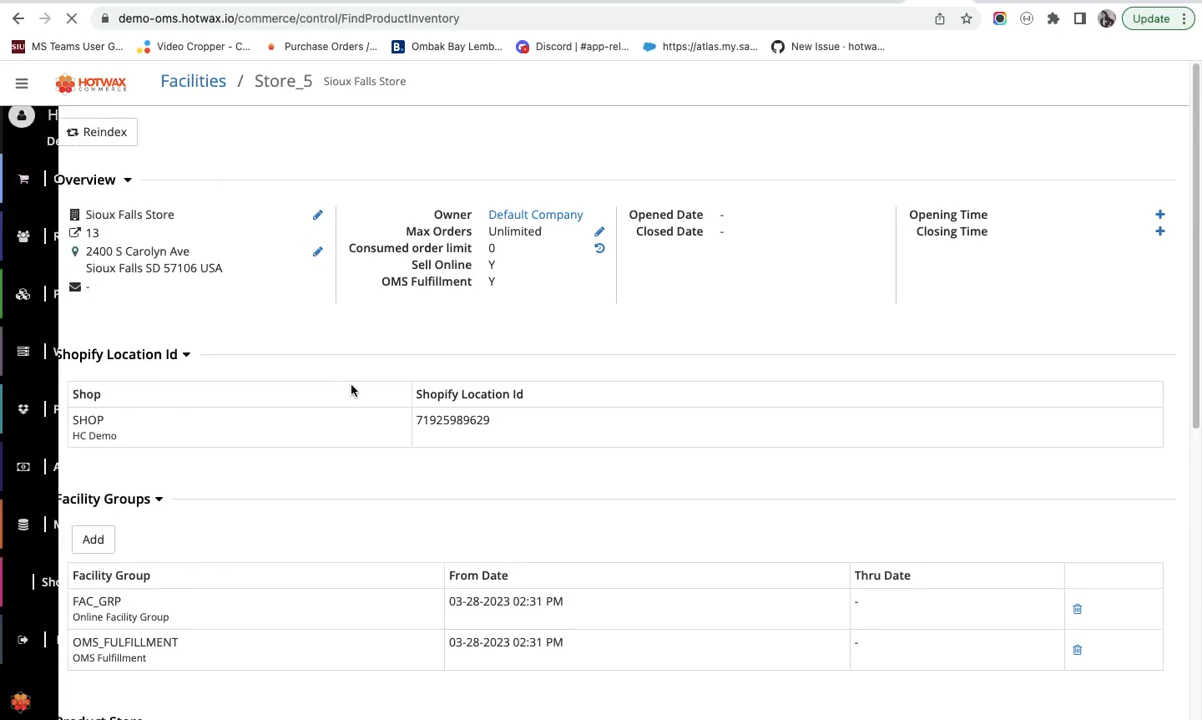 demo-oms.hotwax.io/commerce/control/FindProductInventory
Update
MS Teams User G...
Video Cropper - C...
Purchase Orders /...
Ombak Bay Lemb...
Discord | #app-rel...
https://atlas.my.sa...
New Issue · hotwa...
HOTWAX
COMMERCE
Facilities / Store_5 Sioux Falls Store
H
De
Reindex
Overview
Sioux Falls Store
13
2400 S Carolyn Ave
Sioux Falls SD 57106 USA
-
Owner Default Company
Max Orders Unlimited
Consumed order limit 0
Sell Online Y
OMS Fulfillment Y
Opened Date -
Closed Date -
Opening Time
Closing Time
Shopify Location Id
Shop Shopify Location Id
SHOP 71925989629
HC Demo
Facility Groups
Add
Facility Group From Date Thru Date
FAC_GRP 03-28-2023 02:31 PM -
Online Facility Group
Sho
OMS_FULFILLMENT 03-28-2023 02:31 PM -
OMS Fulfillment